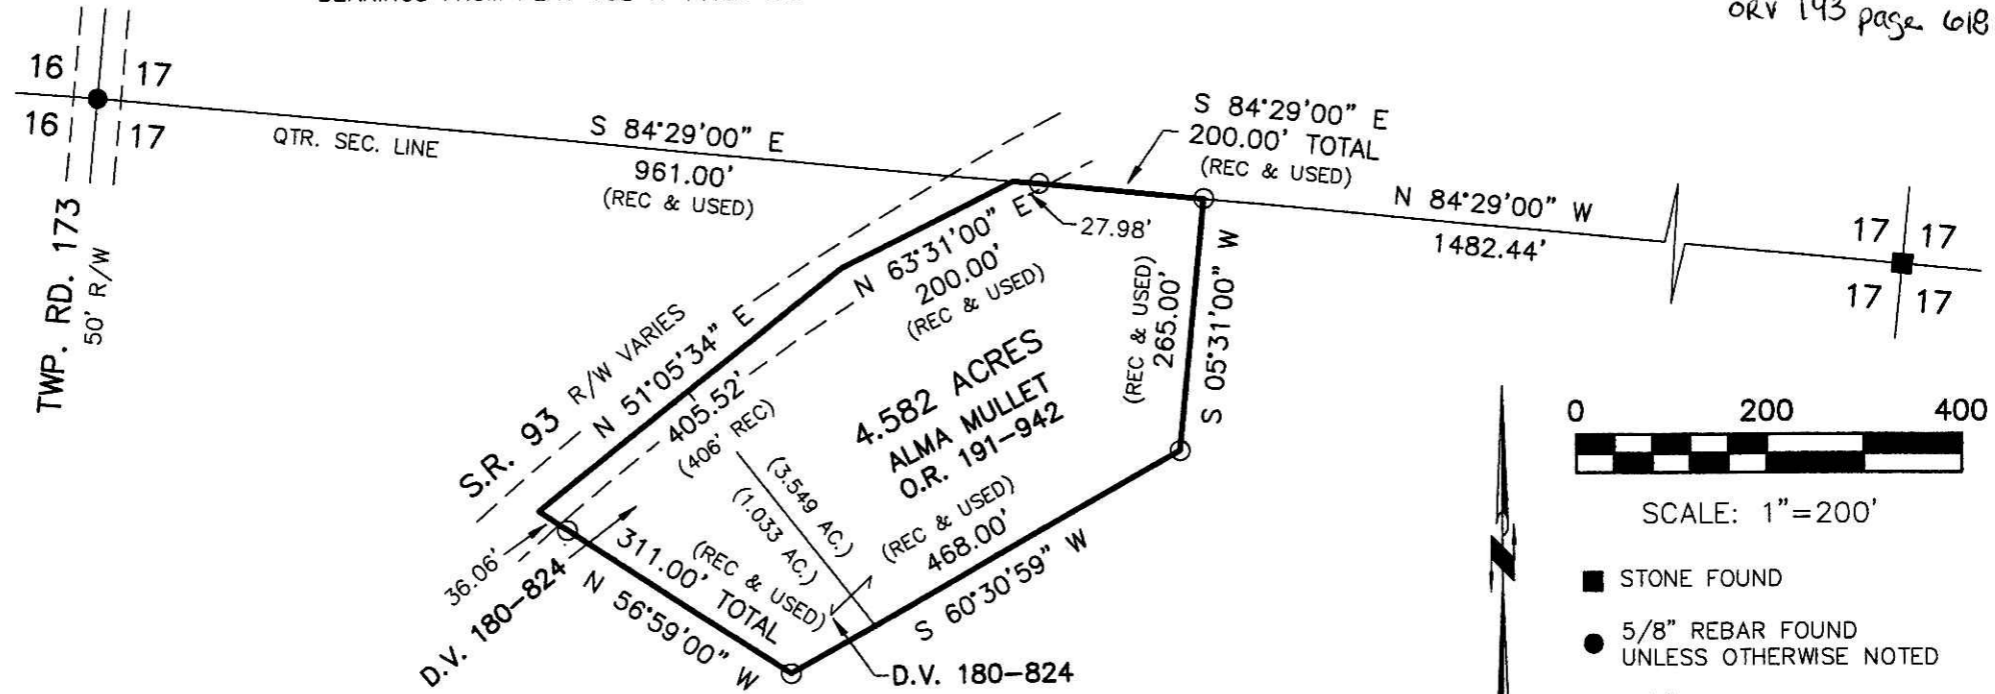 ORV 193 page 618
16
17
16
17
QTR. SEC. LINE
S 84°29'00" E
961.00'
(REC & USED)
S 84°29'00" E
200.00' TOTAL
(REC & USED)
N 84°29'00" W
1482.44'
17
17
17
17
TWP. RD. 173
50' R/W
27.98'
N 63°31'00" E
200.00'
(REC & USED)
S 05°31'00" W
265.00'
(REC & USED)
S.R. 93 R/W VARIES
N 51°05'34" E
405.52'
(406' REC)
4.582 ACRES
ALMA MULLET
O.R. 191-942
(3.549 AC.)
(1.033 AC.)
(REC & USED)
468.00'
S 60°30'59" W
36.06'
D.V. 180-824
311.00' TOTAL
(REC & USED)
N 56°59'00" W
D.V. 180-824
0 200 400
SCALE: 1"=200'
STONE FOUND
5/8" REBAR FOUND
UNLESS OTHERWISE NOTED